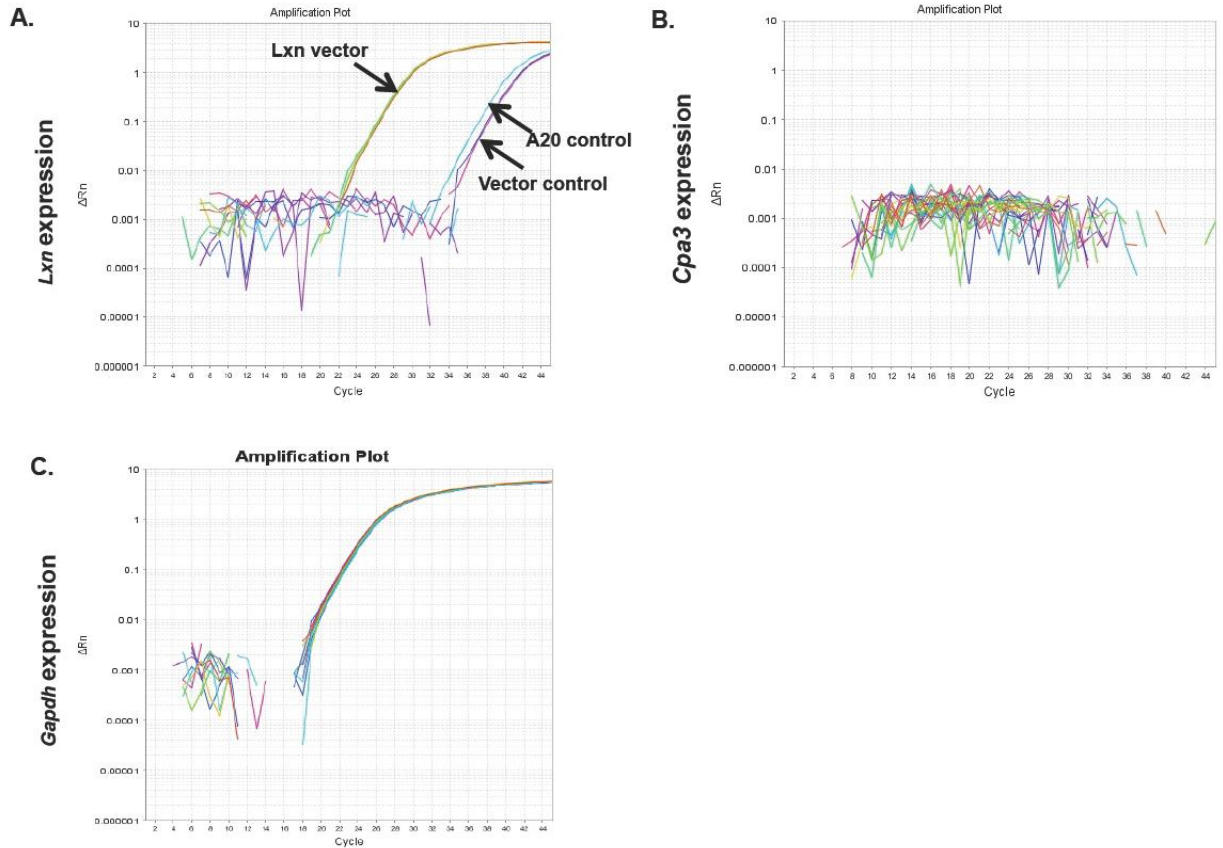 A.
Amplification Plot
Lxn expression
ΔRn
10
1
0.1
0.01
0.001
0.0001
0.00001
0.000001
Lxn vector
A20 control
Vector control
2 4 6 8 10 12 14 16 18 20 22 24 26 28 30 32 34 36 38 40 42 44
Cycle
B.
Amplification Plot
Cpa3 expression
ΔRn
10
1
0.1
0.01
0.001
0.0001
0.00001
0.000001
2 4 6 8 10 12 14 16 18 20 22 24 26 28 30 32 34 36 38 40 42 44
Cycle
C.
Amplification Plot
Gapdh expression
ΔRn
10
1
0.1
0.01
0.001
0.0001
0.00001
0.000001
2 4 6 8 10 12 14 16 18 20 22 24 26 28 30 32 34 36 38 40 42 44
Cycle